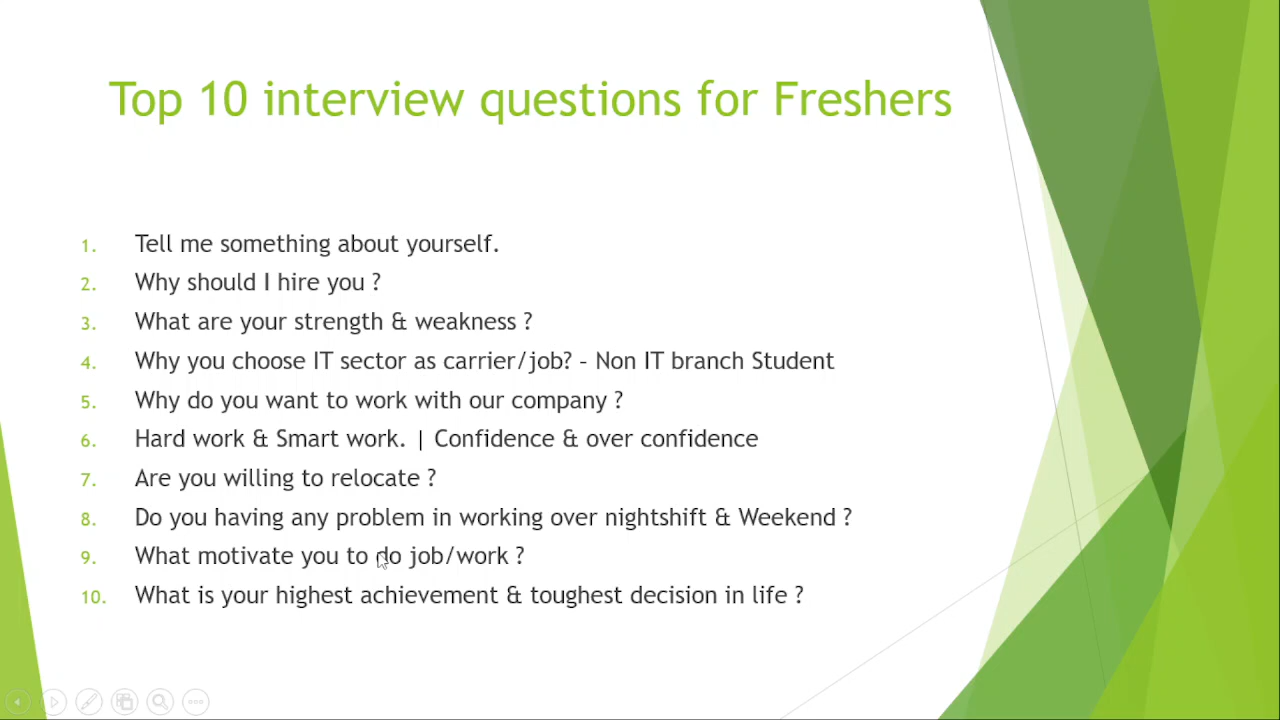 Top 10 interview questions for Freshers
1. Tell me something about yourself.
2. Why should I hire you ?
3. What are your strength & weakness ?
4. Why you choose IT sector as carrier/job? – Non IT branch Student
5. Why do you want to work with our company ?
6. Hard work & Smart work. | Confidence & over confidence
7. Are you willing to relocate ?
8. Do you having any problem in working over nightshift & Weekend ?
9. What motivate you to do job/work ?
10. What is your highest achievement & toughest decision in life ?